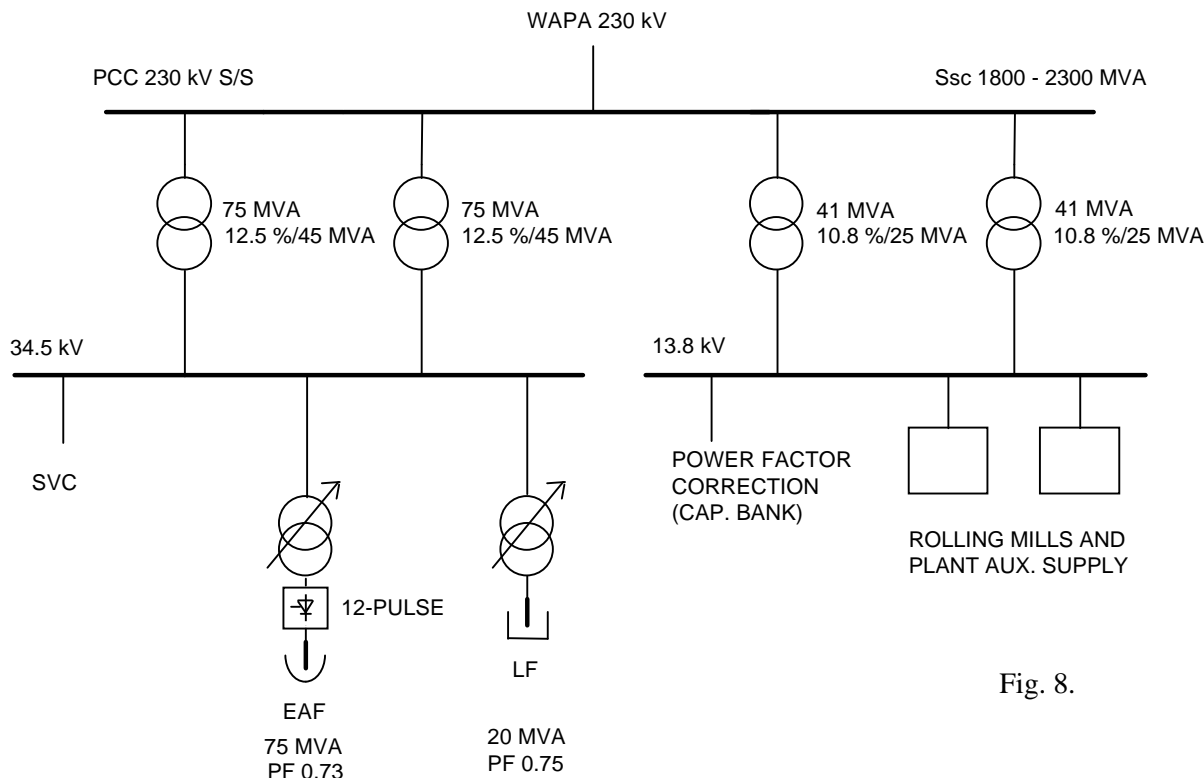 WAPA 230 kV
PCC 230 kV S/S
Ssc 1800 - 2300 MVA
75 MVA
12.5 %/45 MVA
75 MVA
12.5 %/45 MVA
41 MVA
10.8 %/25 MVA
41 MVA
10.8 %/25 MVA
34.5 kV
13.8 kV
SVC
POWER FACTOR
CORRECTION
(CAP. BANK)
ROLLING MILLS AND
PLANT AUX. SUPPLY
12-PULSE
LF
EAF
75 MVA
PF 0.73
20 MVA
PF 0.75
Fig. 8.